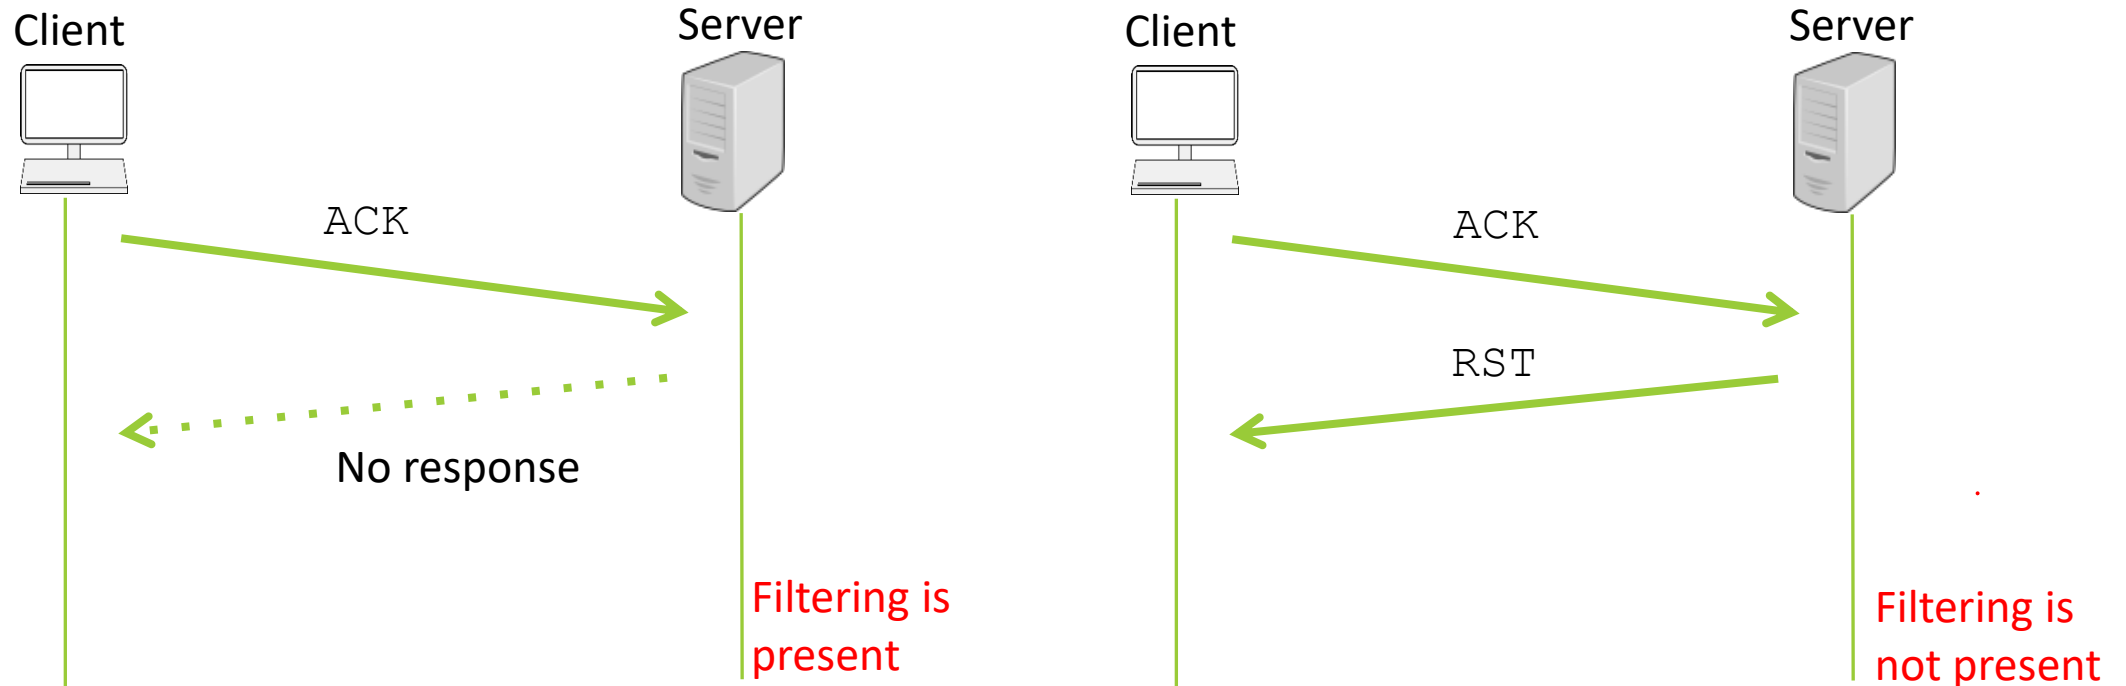 Client
Server
ACK
No response
Filtering is
present
Client
Server
ACK
RST
Filtering is
not present